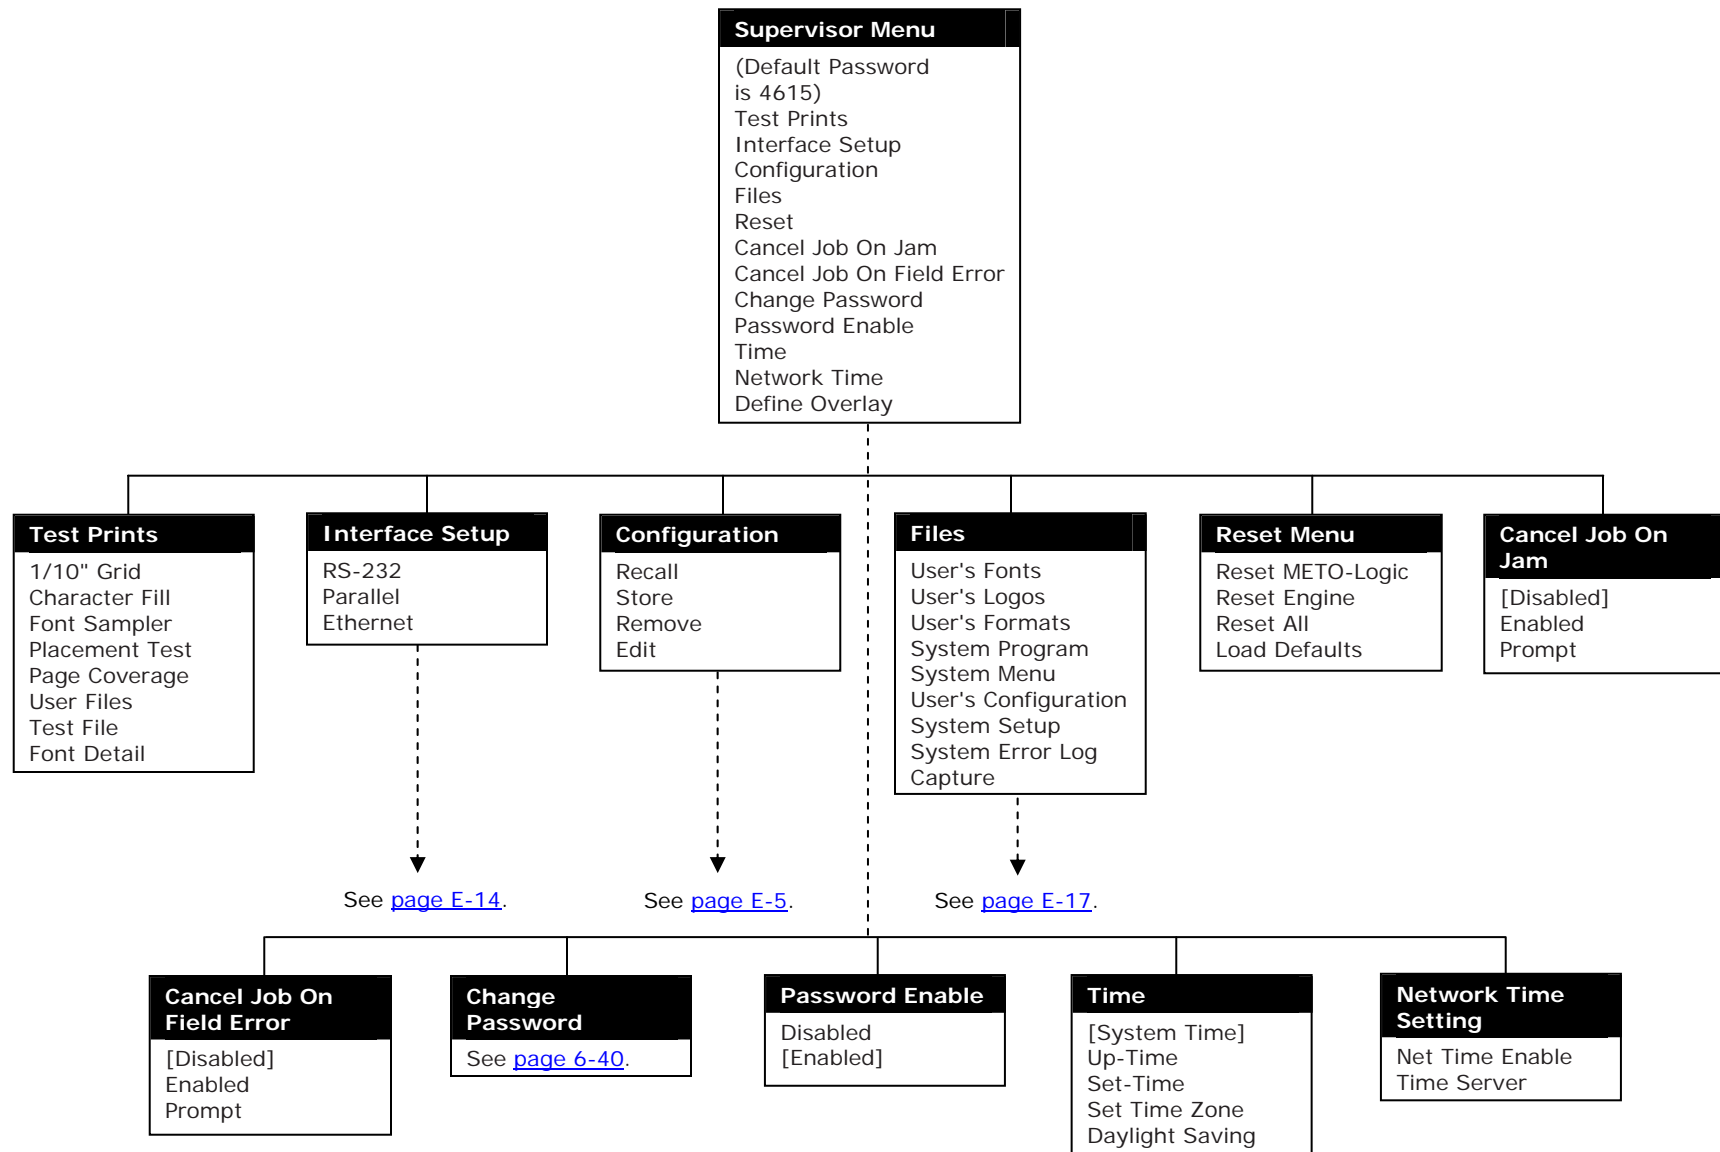 Supervisor Menu
(Default Password
is 4615)
Test Prints
Interface Setup
Configuration
Files
Reset
Cancel Job On Jam
Cancel Job On Field Error
Change Password
Password Enable
Time
Network Time
Define Overlay
Test Prints
1/10" Grid
Character Fill
Font Sampler
Placement Test
Page Coverage
User Files
Test File
Font Detail
Interface Setup
RS-232
Parallel
Ethernet
See page E-14.
Configuration
Recall
Store
Remove
Edit
See page E-5.
Files
User's Fonts
User's Logos
User's Formats
System Program
System Menu
User's Configuration
System Setup
System Error Log
Capture
See page E-17.
Reset Menu
Reset METO-Logic
Reset Engine
Reset All
Load Defaults
Cancel Job On
Jam
[Disabled]
Enabled
Prompt
Cancel Job On
Field Error
[Disabled]
Enabled
Prompt
Change
Password
See page 6-40.
Password Enable
Disabled
[Enabled]
Time
[System Time]
Up-Time
Set-Time
Set Time Zone
Daylight Saving
Network Time
Setting
Net Time Enable
Time Server